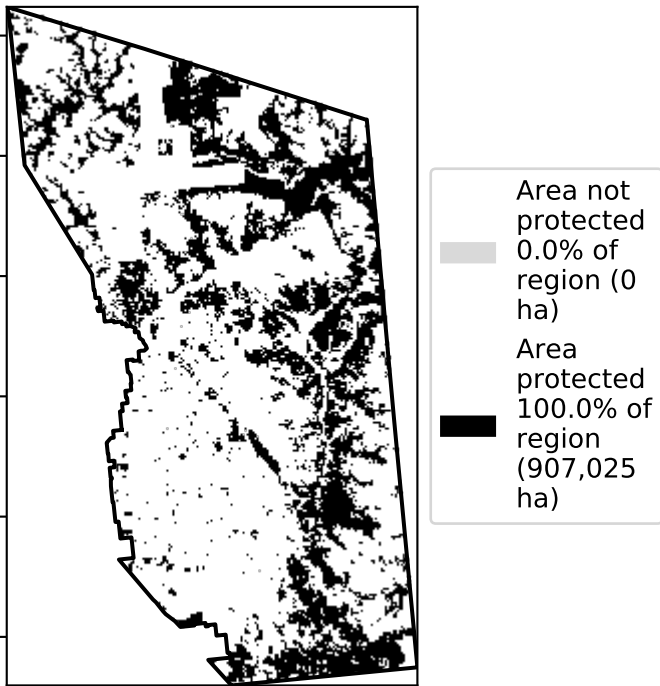 Area not
protected
0.0% of
region (0
ha)
Area
protected
100.0% of
region
(907,025
ha)